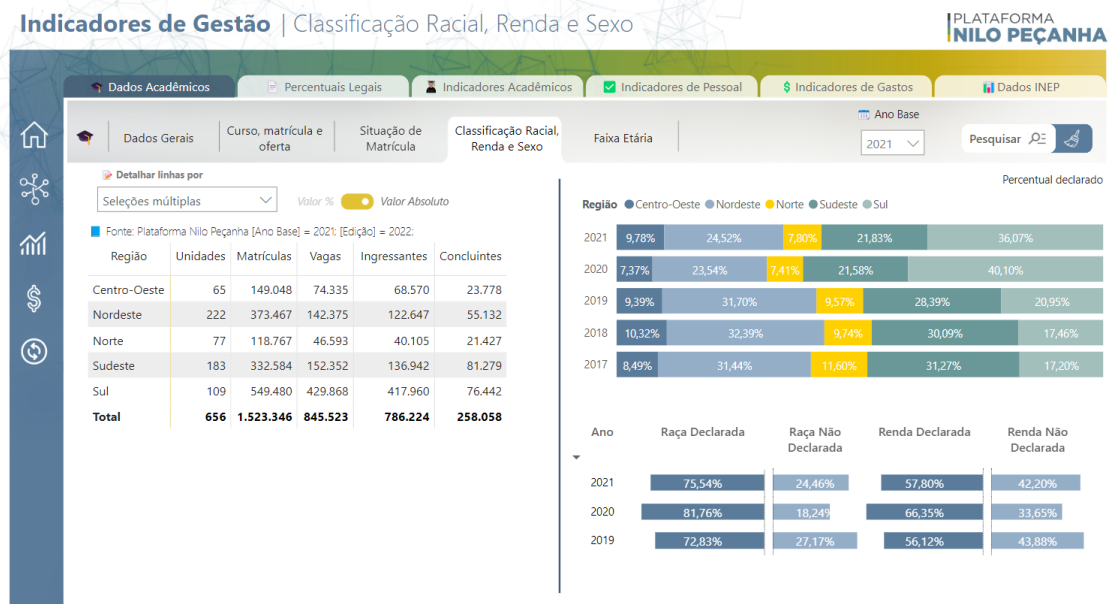 Indicadores de Gestão | Classificação Racial, Renda e Sexo
PLATAFORMA
NILO PEÇANHA
Dados Acadêmicos
Percentuais Legais
Indicadores Acadêmicos
Indicadores de Pessoal
$ Indicadores de Gastos
Dados INEP
Dados Gerais
Curso, matrícula e
oferta
Situação de
Matrícula
Classificação Racial,
Renda e Sexo
Faixa Etária
Ano Base
2021
Pesquisar
Detalhar linhas por
Seleções múltiplas
Valor %
Valor Absoluto
Fonte: Plataforma Nilo Peçanha [Ano Base] = 2021; [Edição] = 2022;
Região Unidades Matrículas Vagas Ingressantes Concluintes
Centro-Oeste 65 149.048 74.335 68.570 23.778
Nordeste 222 373.467 142.375 122.647 55.132
Norte 77 118.767 46.593 40.105 21.427
Sudeste 183 332.584 152.352 136.942 81.279
Sul 109 549.480 429.868 417.960 76.442
Total 656 1.523.346 845.523 786.224 258.058
Percentual declarado
Região Centro-Oeste Nordeste Norte Sudeste Sul
2021 9,78% 24,52% 7,80% 21,83% 36,07%
2020 7,37% 23,54% 7,41% 21,58% 40,10%
2019 9,39% 31,70% 9,57% 28,39% 20,95%
2018 10,32% 32,39% 9,74% 30,09% 17,46%
2017 8,49% 31,44% 11,60% 31,27% 17,20%
Ano
Raça Declarada
Raça Não
Declarada
Renda Declarada
Renda Não
Declarada
2021 75,54% 24,46% 57,80% 42,20%
2020 81,76% 18,24% 66,35% 33,65%
2019 72,83% 27,17% 56,12% 43,88%